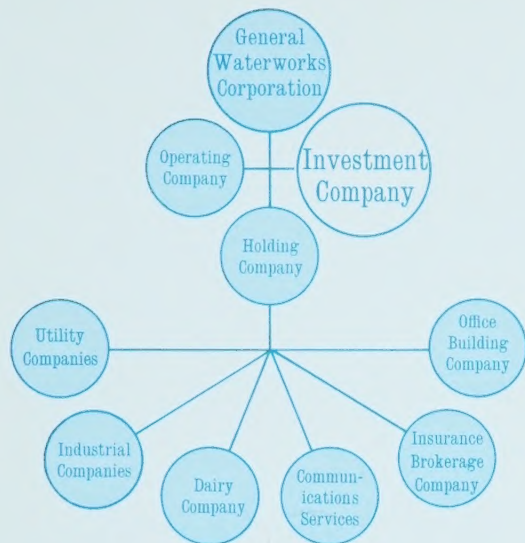 General
Waterworks
Corporation
Operating
Company
Investment
Company
Holding
Company
Utility
Companies
Office
Building
Company
Industrial
Companies
Dairy
Company
Commun-
ications
Services
Insurance
Brokerage
Company